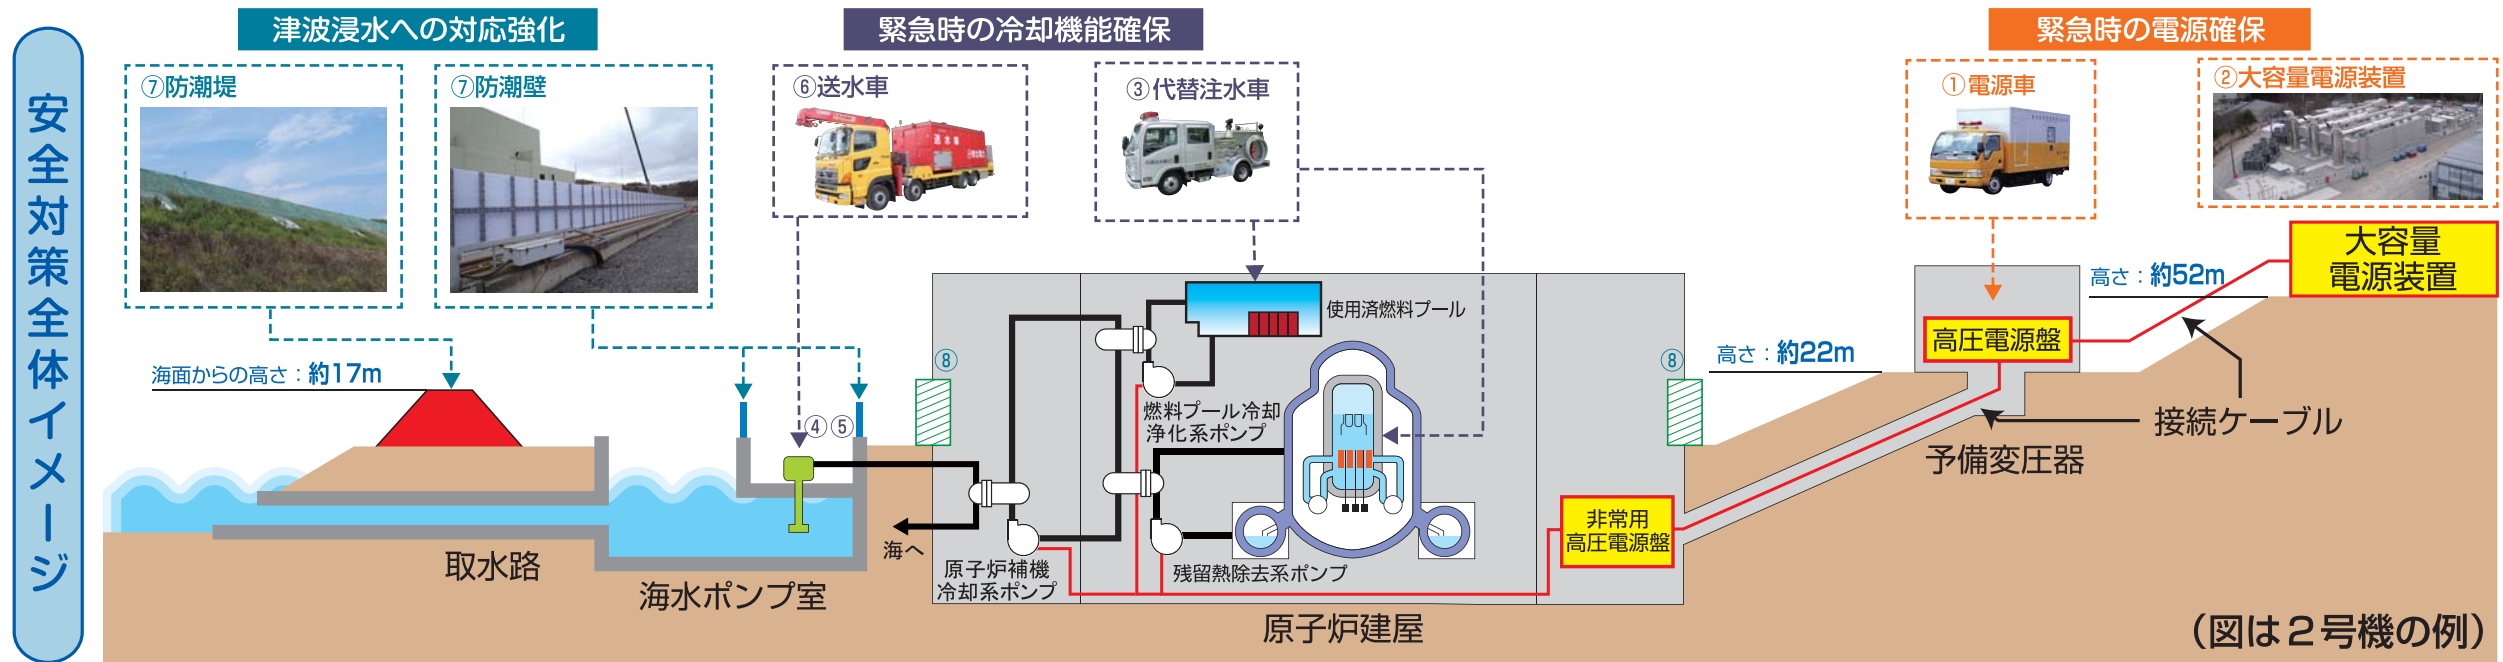 安全対策全体イメージ
津波浸水への対応強化
緊急時の冷却機能確保
緊急時の電源確保
⑦防潮堤
⑦防潮壁
⑥送水車
③代替注水車
①電源車
②大容量電源装置
送水車
大容量
電源装置
高さ：約52m
高圧電源盤
高さ：約22m
使用済燃料プール
⑧
⑧
海面からの高さ：約17m
④⑤
燃料プール冷却
浄化系ポンプ
接続ケーブル
予備変圧器
非常用
高圧電源盤
海へ
取水路
海水ポンプ室
原子炉補機
冷却系ポンプ
残留熱除去系ポンプ
原子炉建屋
（図は２号機の例）